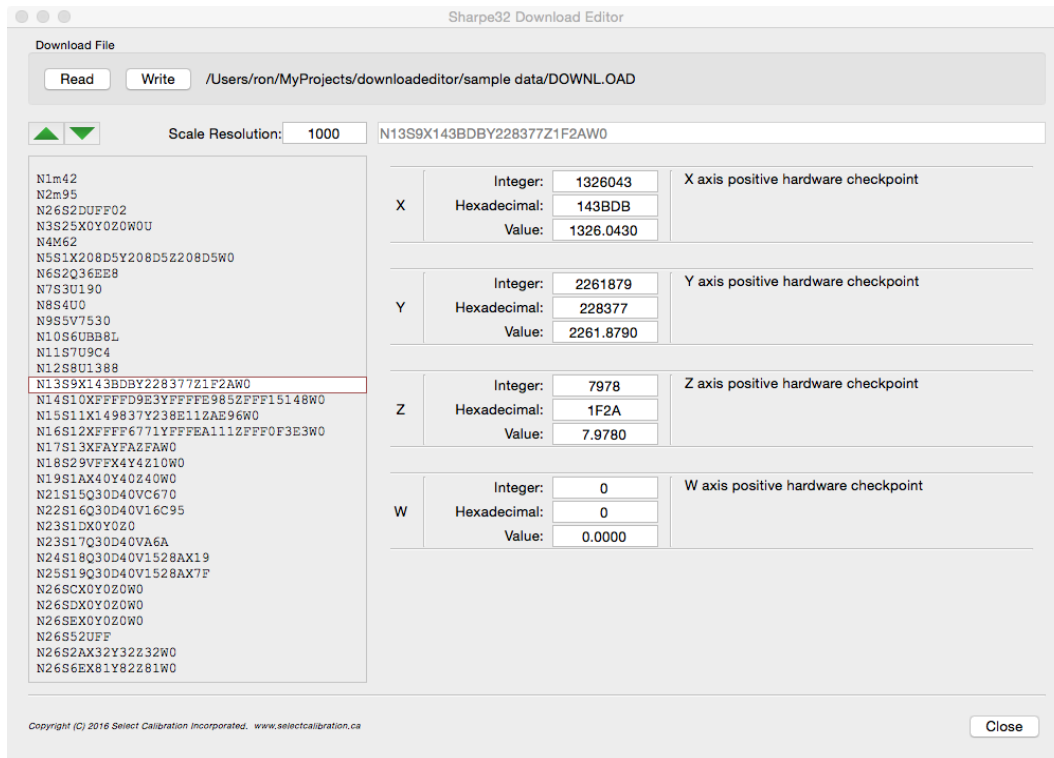 Sharpe32 Download Editor
Download File
Read
Write
/Users/ron/MyProjects/downloadeditor/sample data/DOWNL.OAD
Scale Resolution:
1000
N13S9X143BDBY228377Z1F2AW0
N1m42
N2m95
N26S2DUFF02
N3S25X0Y0Z0W0U
N4M62
N5S1X208D5Y208D5Z208D5W0
N6S2Q36EE8
N7S3U190
N8S4U0
N9S5V7530
N10S6UBB8L
N11S7U9C4
N12S8U1388
N13S9X143BDBY228377Z1F2AW0
N14S10XFFFFD9E3YFFFFE985ZFFF15148W0
N15S11X149837Y238E11ZAE96W0
N16S12XFFFF6771YFFFEA111ZFFF0F3E3W0
N17S13XFAYFAZFAW0
N18S29VFFX4Y4Z10W0
N19S1AX40Y40Z40W0
N21S15Q30D40VC670
N22S16Q30D40V16C95
N23S1DX0Y0Z0
N23S17Q30D40VA6A
N24S18Q30D40V1528AX19
N25S19Q30D40V1528AX7F
N26SCX0Y0Z0W0
N26SDX0Y0Z0W0
N26SEX0Y0Z0W0
N26S52UFF
N26S2AX32Y32Z32W0
N26S6EX81Y82Z81W0
X
Integer:
1326043
Hexadecimal:
143BDB
Value:
1326.0430
X axis positive hardware checkpoint
Y
Integer:
2261879
Hexadecimal:
228377
Value:
2261.8790
Y axis positive hardware checkpoint
Z
Integer:
7978
Hexadecimal:
1F2A
Value:
7.9780
Z axis positive hardware checkpoint
W
Integer:
0
Hexadecimal:
0
Value:
0.0000
W axis positive hardware checkpoint
Copyright (C) 2016 Select Calibration Incorporated. www.selectcalibration.ca
Close